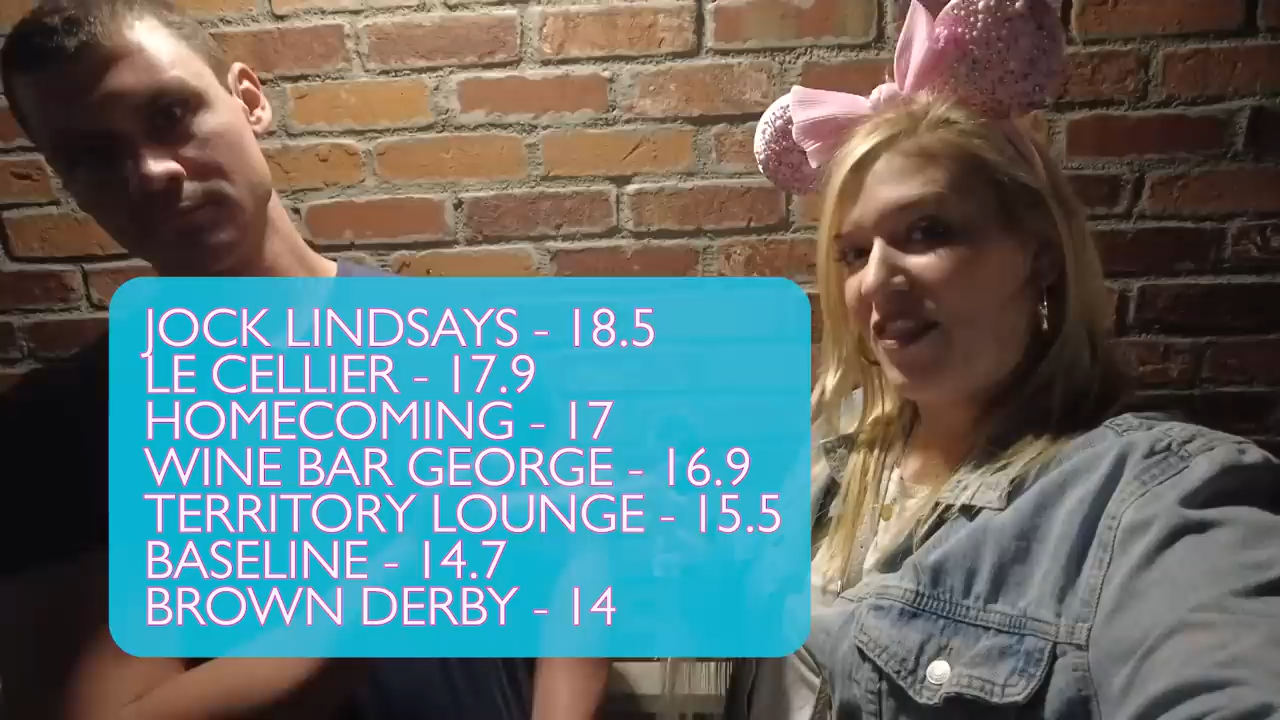 JOCK LINDSAYS - 18.5
LE CELLIER - 17.9
HOMECOMING - 17
WINE BAR GEORGE - 16.9
TERRITORY LOUNGE - 15.5
BASELINE - 14.7
BROWN DERBY - 14